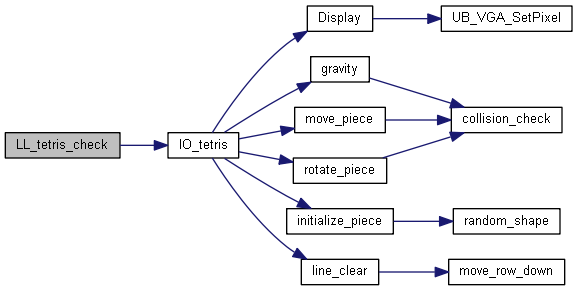 Display
UB_VGA_SetPixel
gravity
move_piece
collision_check
LL_tetris_check
IO_tetris
rotate_piece
initialize_piece
random_shape
line_clear
move_row_down